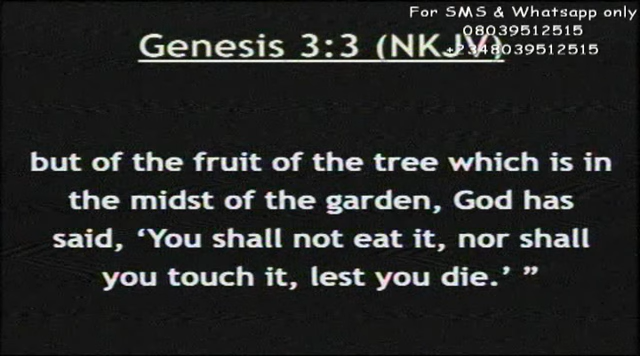 For SMS & Whatsapp only
08039512515
+2348039512515
Genesis 3:3 (NKJV)
but of the fruit of the tree which is in
the midst of the garden, God has
said, ‘You shall not eat it, nor shall
you touch it, lest you die.’ ”